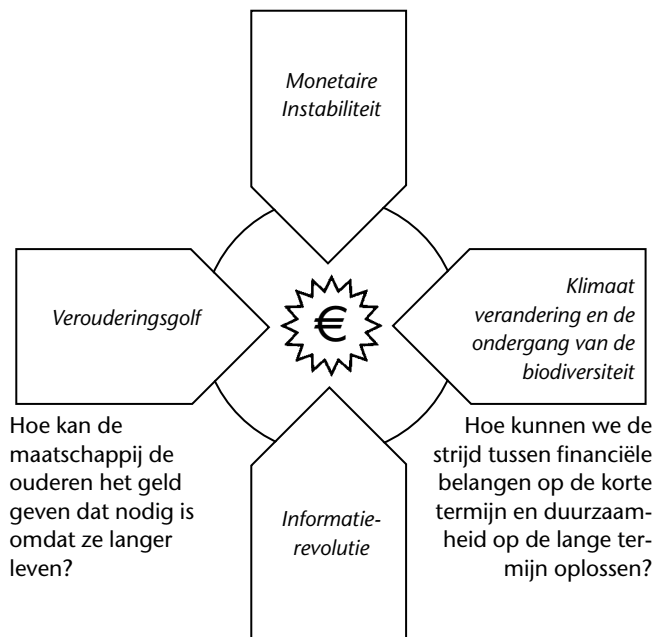 Monetaire
Instabiliteit
Verouderingsgolf
€
Klimaat
verandering en de
ondergang van de
biodiversiteit
Hoe kan de
maatschappij de
ouderen het geld
geven dat nodig is
omdat ze langer
leven?
Informatie-
revolutie
Hoe kunnen we de
strijd tussen financiële
belangen op de korte
termijn en duurzaam-
heid op de lange ter-
mijn oplossen?